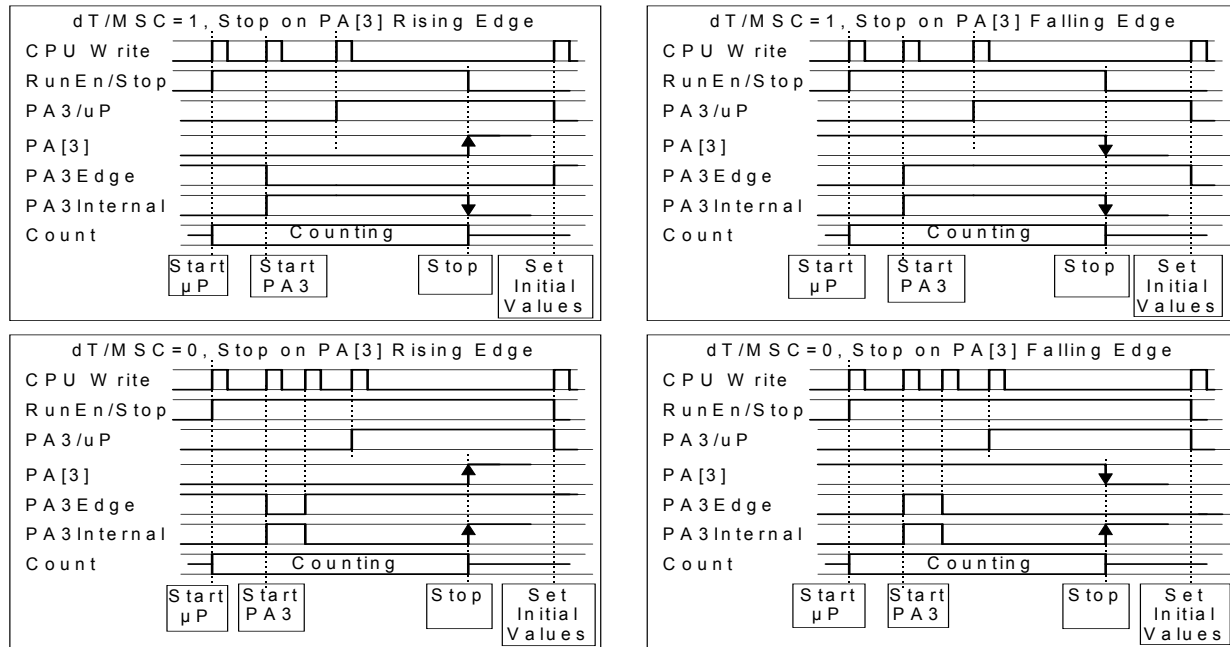 dT/MSC=1, Stop on PA[3] Rising Edge
CPU Write
RunEn/Stop
PA3/uP
PA[3]
PA3Edge
PA3Internal
Count
Counting
Start
µP
Start
PA3
Stop
Set
Initial
Values
dT/MSC=1, Stop on PA[3] Falling Edge
CPU Write
RunEn/Stop
PA3/uP
PA[3]
PA3Edge
PA3Internal
Count
Counting
Start
µP
Start
PA3
Stop
Set
Initial
Values
dT/MSC=0, Stop on PA[3] Rising Edge
CPU Write
RunEn/Stop
PA3/uP
PA[3]
PA3Edge
PA3Internal
Count
Counting
Start
µP
Start
PA3
Stop
Set
Initial
Values
dT/MSC=0, Stop on PA[3] Falling Edge
CPU Write
RunEn/Stop
PA3/uP
PA[3]
PA3Edge
PA3Internal
Count
Counting
Start
µP
Start
PA3
Stop
Set
Initial
Values